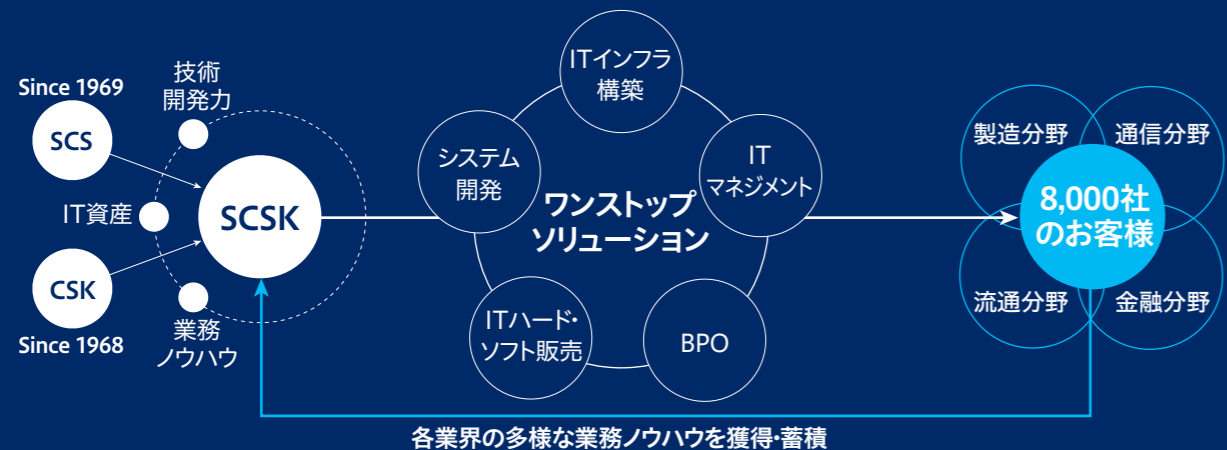 Since 1969
SCS
CSK
Since 1968
技術
開発力
IT資産
業務
ノウハウ
SCSK
ITインフラ
構築
システム
開発
IT
マネジメント
ワンストップ
ソリューション
ITハード・
ソフト販売
BPO
製造分野
通信分野
8,000社
のお客様
流通分野
金融分野
各業界の多様な業務ノウハウを獲得・蓄積